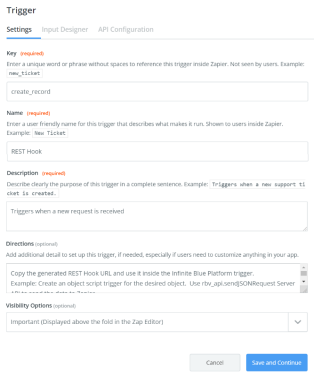 Trigger
Settings Input Designer API Configuration
Key (required)
Enter a unique word or phrase without spaces to reference this trigger inside Zapier. Not seen by users. Example:
new_ticket
create_record
Name (required)
Enter a user friendly name for this trigger that describes what makes it run. Shown to users inside Zapier.
Example: New Ticket
REST Hook
Description (required)
Describe clearly the purpose of this trigger in a complete sentence. Example: Triggers when a new support ti
cket is created.
Triggers when a new request is received
Directions (optional)
Add additional detail to set up this trigger, if needed, especially if users need to customize anything in your app.
Copy the generated REST Hook URL and use it inside the Infinite Blue Platform trigger.
Example: Create an object script trigger for the desired object. Use rbv_api.sendJSONRequest Server
Visibility Options (optional)
Important (Displayed above the fold in the Zap Editor)
Cancel Save and Continue